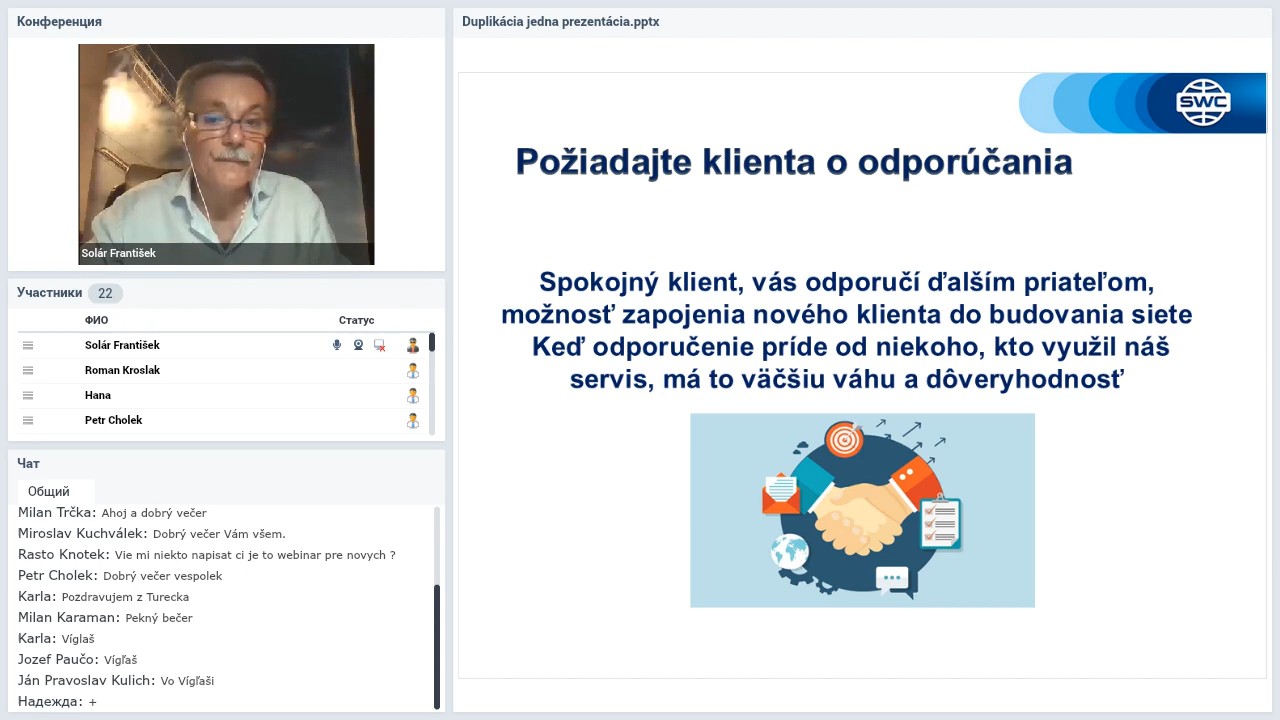 Конференция
Solár František
Участники 22
ФИО Статус
Solár František
Roman Kroslak
Hana
Petr Cholek
Чат
Общий
Milan Trčka: Ahoj a dobrý večer
Miroslav Kuchválek: Dobrý večer Vám všem.
Rasto Knotek: Vie mi niekto napisat ci je to webinar pre novych ?
Petr Cholek: Dobrý večer vespolek
Karla: Pozdravujem z Turecka
Milan Karaman: Pekný bečer
Karla: Víglaš
Jozef Paučo: Vígľaš
Ján Pravoslav Kulich: Vo Vígľaši
Надежда: +
Duplikácia jedna prezentácia.pptx
SWC
Požiadajte klienta o odporúčania
Spokojný klient, vás odporučí ďalším priateľom,
možnosť zapojenia nového klienta do budovania siete
Keď odporučenie príde od niekoho, kto využil náš
servis, má to väčšiu váhu a dôveryhodnosť